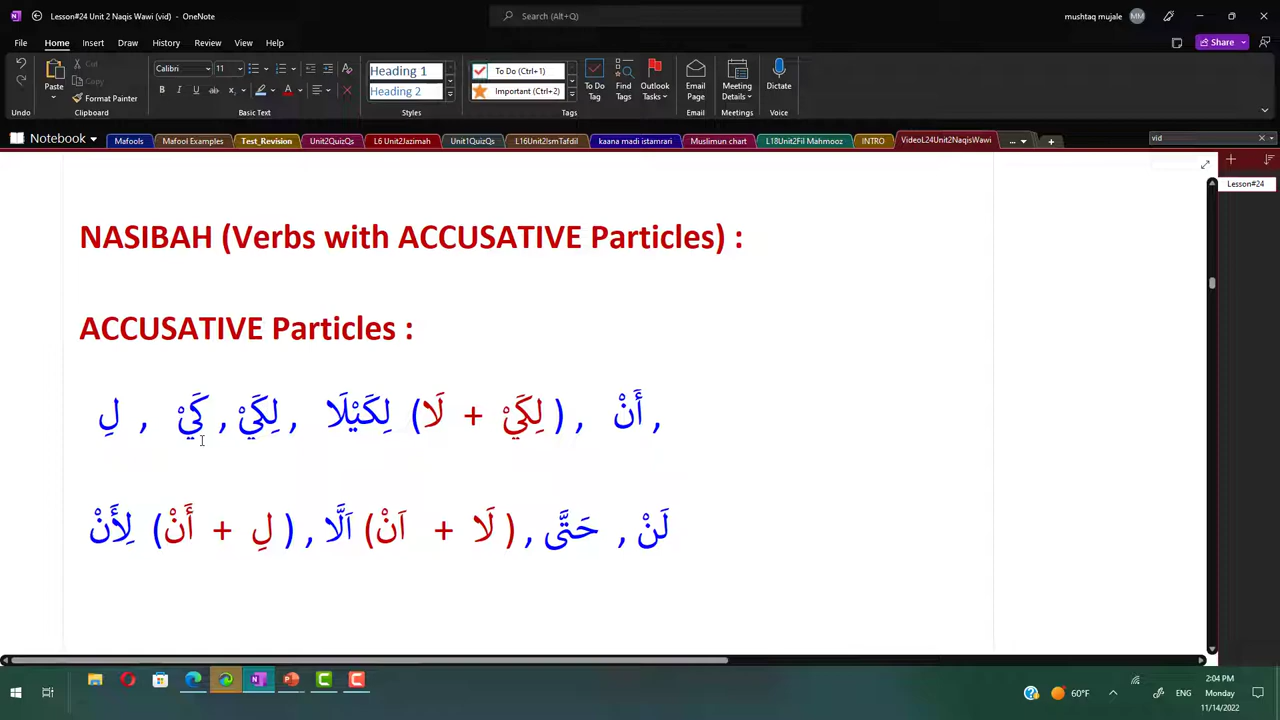 Lesson#24 Unit 2 Naqis Wawi (vid) - OneNote
Search (Alt+Q)
mushtaq mujale MM
File Home Insert Draw History Review View Help
Share
Paste
Cut
Copy
Format Painter
Undo
Clipboard
Calibri 11
Basic Text
Heading 1
Heading 2
Styles
To Do (Ctrl+1)
Important (Ctrl+2)
To Do Tag
Find Tags
Outlook Tasks
Tags
Email Page
Email
Meeting Details
Meetings
Dictate
Voice
Notebook
Mafools Mafool Examples Test_Revision Unit2QuizQs L6 Unit2Jazimah Unit1QuizQs L16Unit2IsmTafdil kaana madi istamrari Muslimun chart L18Unit2Fil Mahmooz INTRO VideoL24Unit2NaqisWawi ...
vid
Lesson#24
NASIBAH (Verbs with ACCUSATIVE Particles) :
ACCUSATIVE Particles :
لِ , كَيْ , لِكَيْ , لِكَيْلَا (لَا + لِكَيْ ) , أَنْ ,
لِأَنْ (أَنْ + لِ ) , اَلَّا (اَنْ + لَا ) , حَتَّى , لَنْ
60°F
ENG
2:04 PM
Monday
11/14/2022